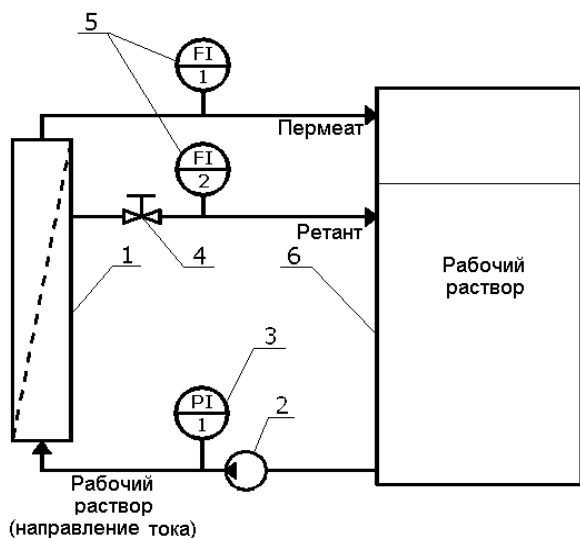 5
FI
1
Пермеат
FI
2
Ретант
1
4
6
Рабочий
раствор
3
PI
1
2
Рабочий
раствор
(направление тока)